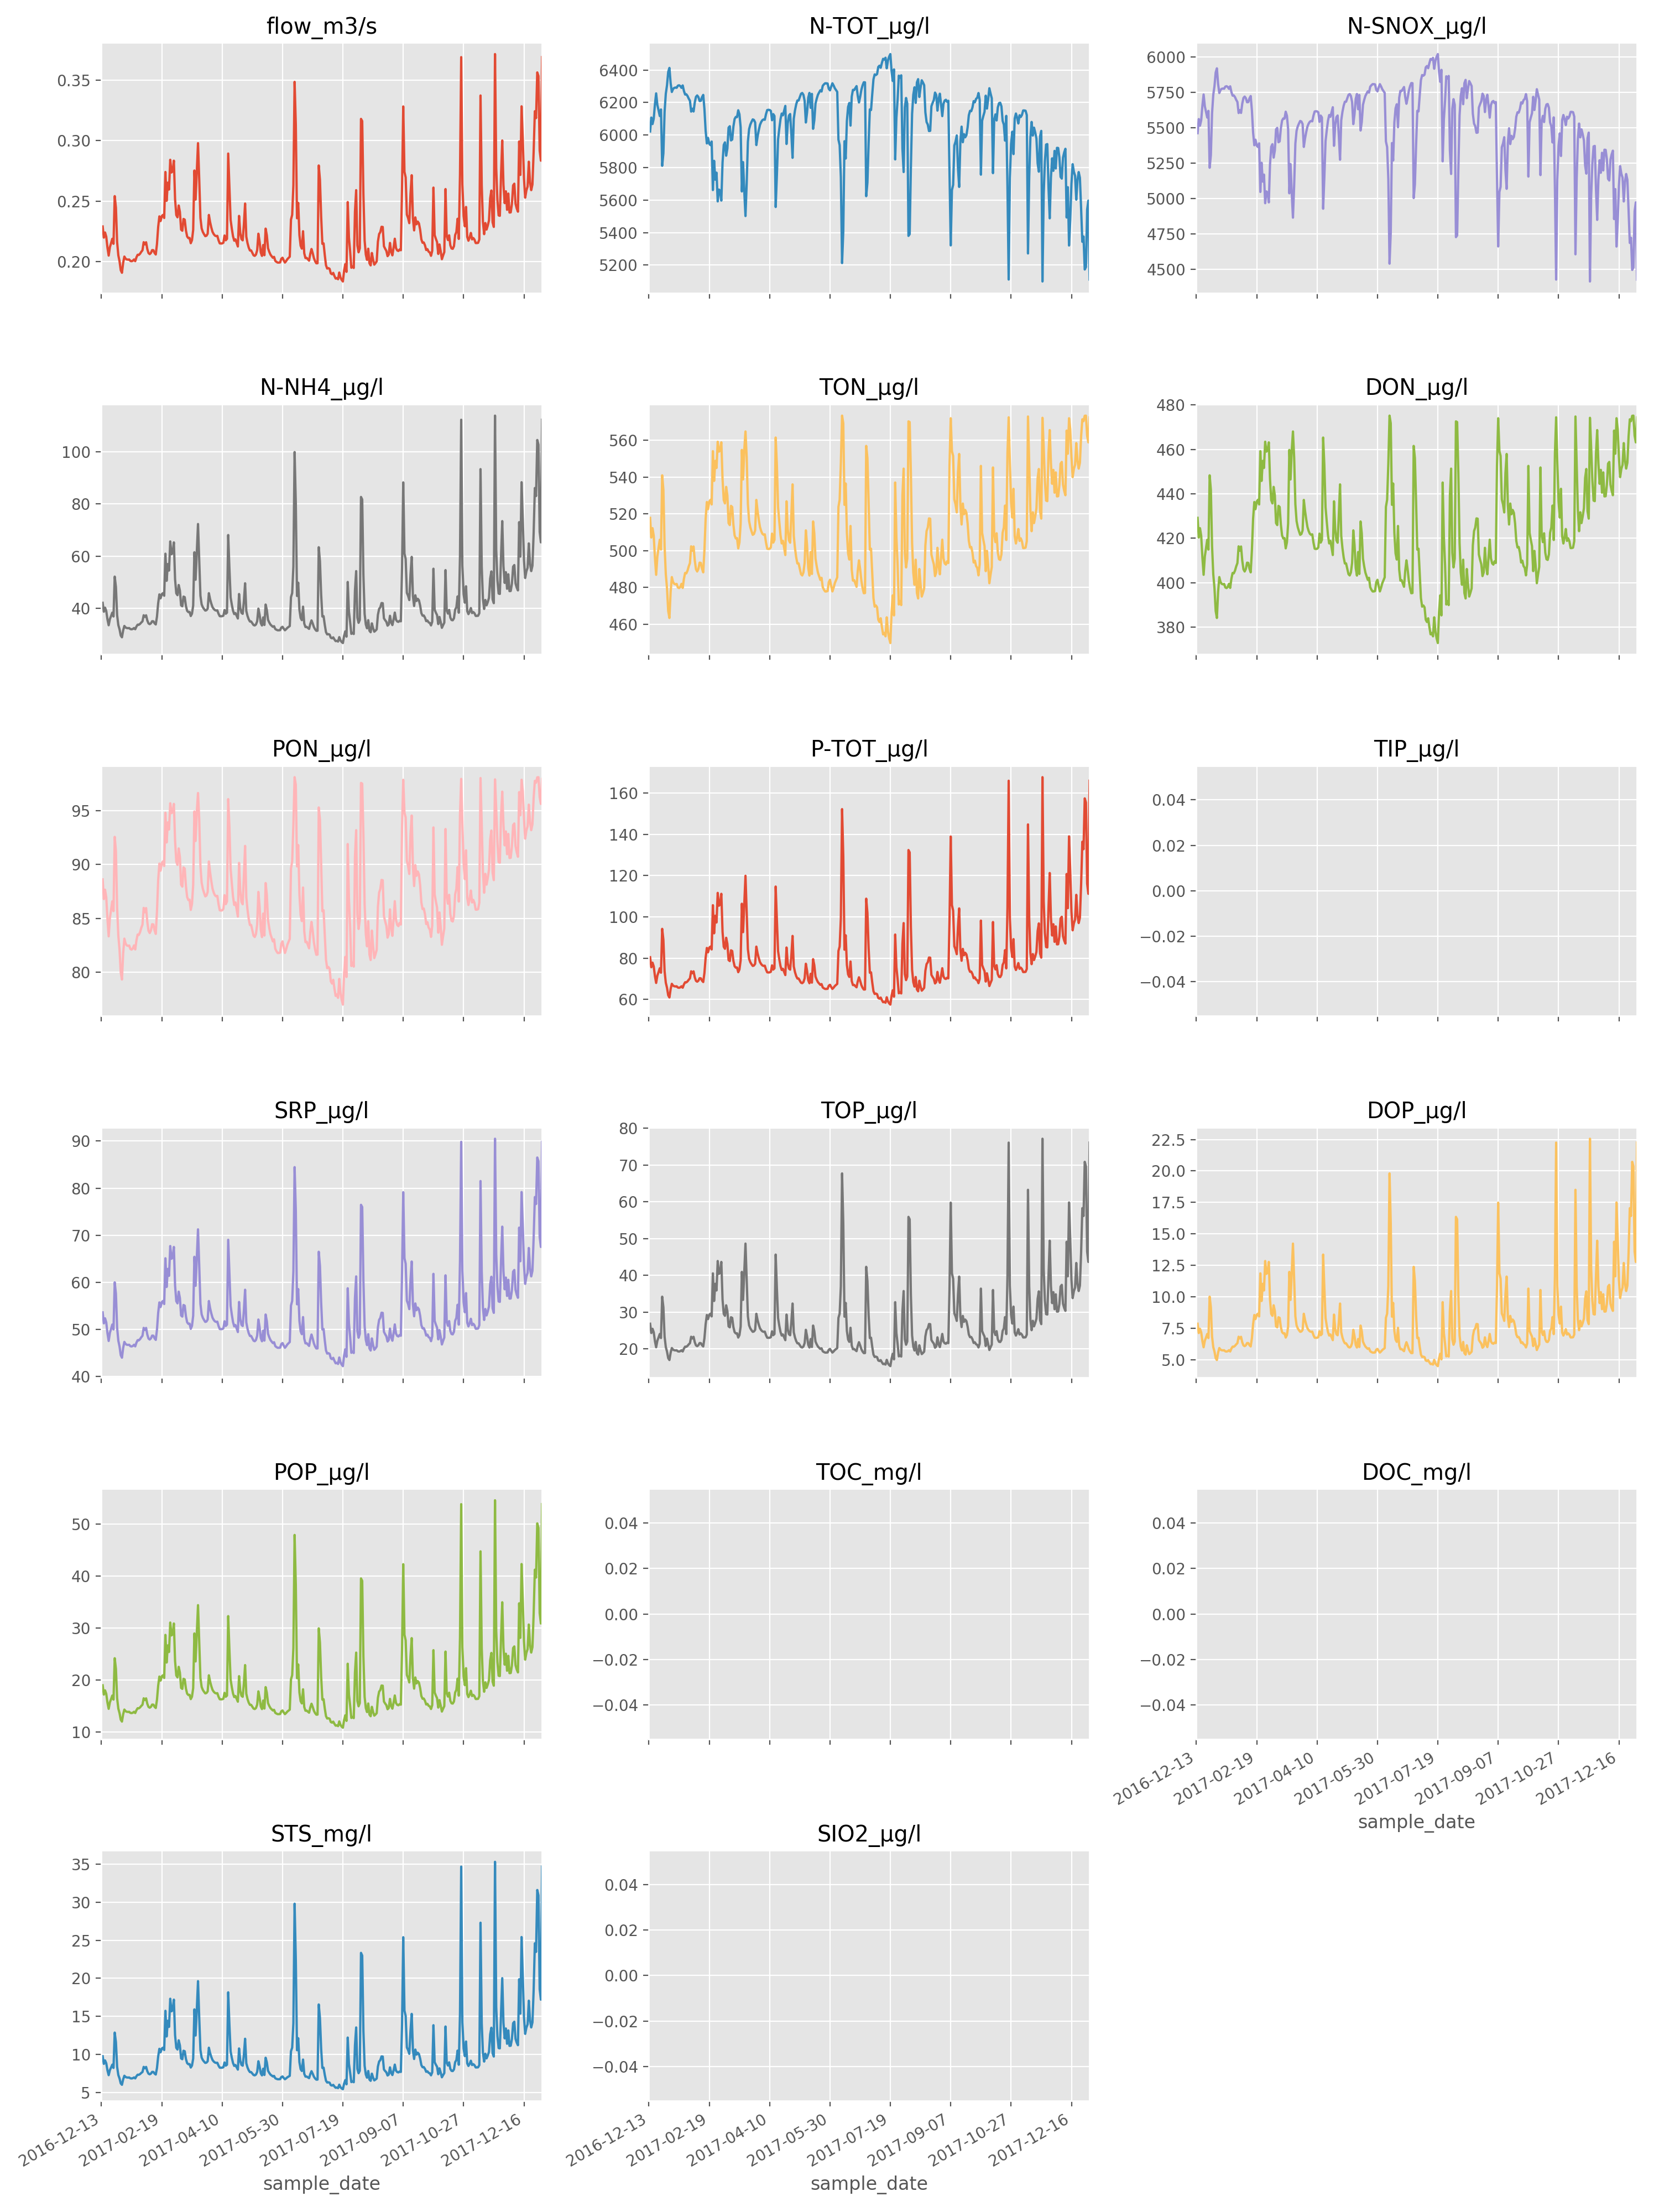 flow_m3/s N-TOT_µg/l N-SNOX_µg/l
0.35 6400 6000
0.30 6200 5750
0.25 6000 5500
0.20 5800 5250
5600 5000
5400 4750
5200 4500
N-NH4_µg/l TON_µg/l DON_µg/l
100 560 480
80 540 460
60 520 440
40 500 420
480 400
460 380
PON_µg/l P-TOT_µg/l TIP_µg/l
95 160 0.04
90 140 0.02
85 120 0.00
80 100 −0.02
80 −0.04
60
SRP_µg/l TOP_µg/l DOP_µg/l
90 80 22.5
80 70 20.0
70 60 17.5
60 50 15.0
50 40 12.5
40 30 10.0
20 7.5
5.0
POP_µg/l TOC_mg/l DOC_mg/l
50 0.04 0.04
40 0.02 0.02
30 0.00 0.00
20 −0.02 −0.02
10 −0.04 −0.04
2016-12-13 2017-02-19 2017-04-10 2017-05-30 2017-07-19 2017-09-07 2017-10-27 2017-12-16
sample_date
STS_mg/l SIO2_µg/l
35 0.04
30 0.02
25 0.00
20 −0.02
15 −0.04
10
5
2016-12-13 2017-02-19 2017-04-10 2017-05-30 2017-07-19 2017-09-07 2017-10-27 2017-12-16 2016-12-13 2017-02-19 2017-04-10 2017-05-30 2017-07-19 2017-09-07 2017-10-27 2017-12-16
sample_date sample_date